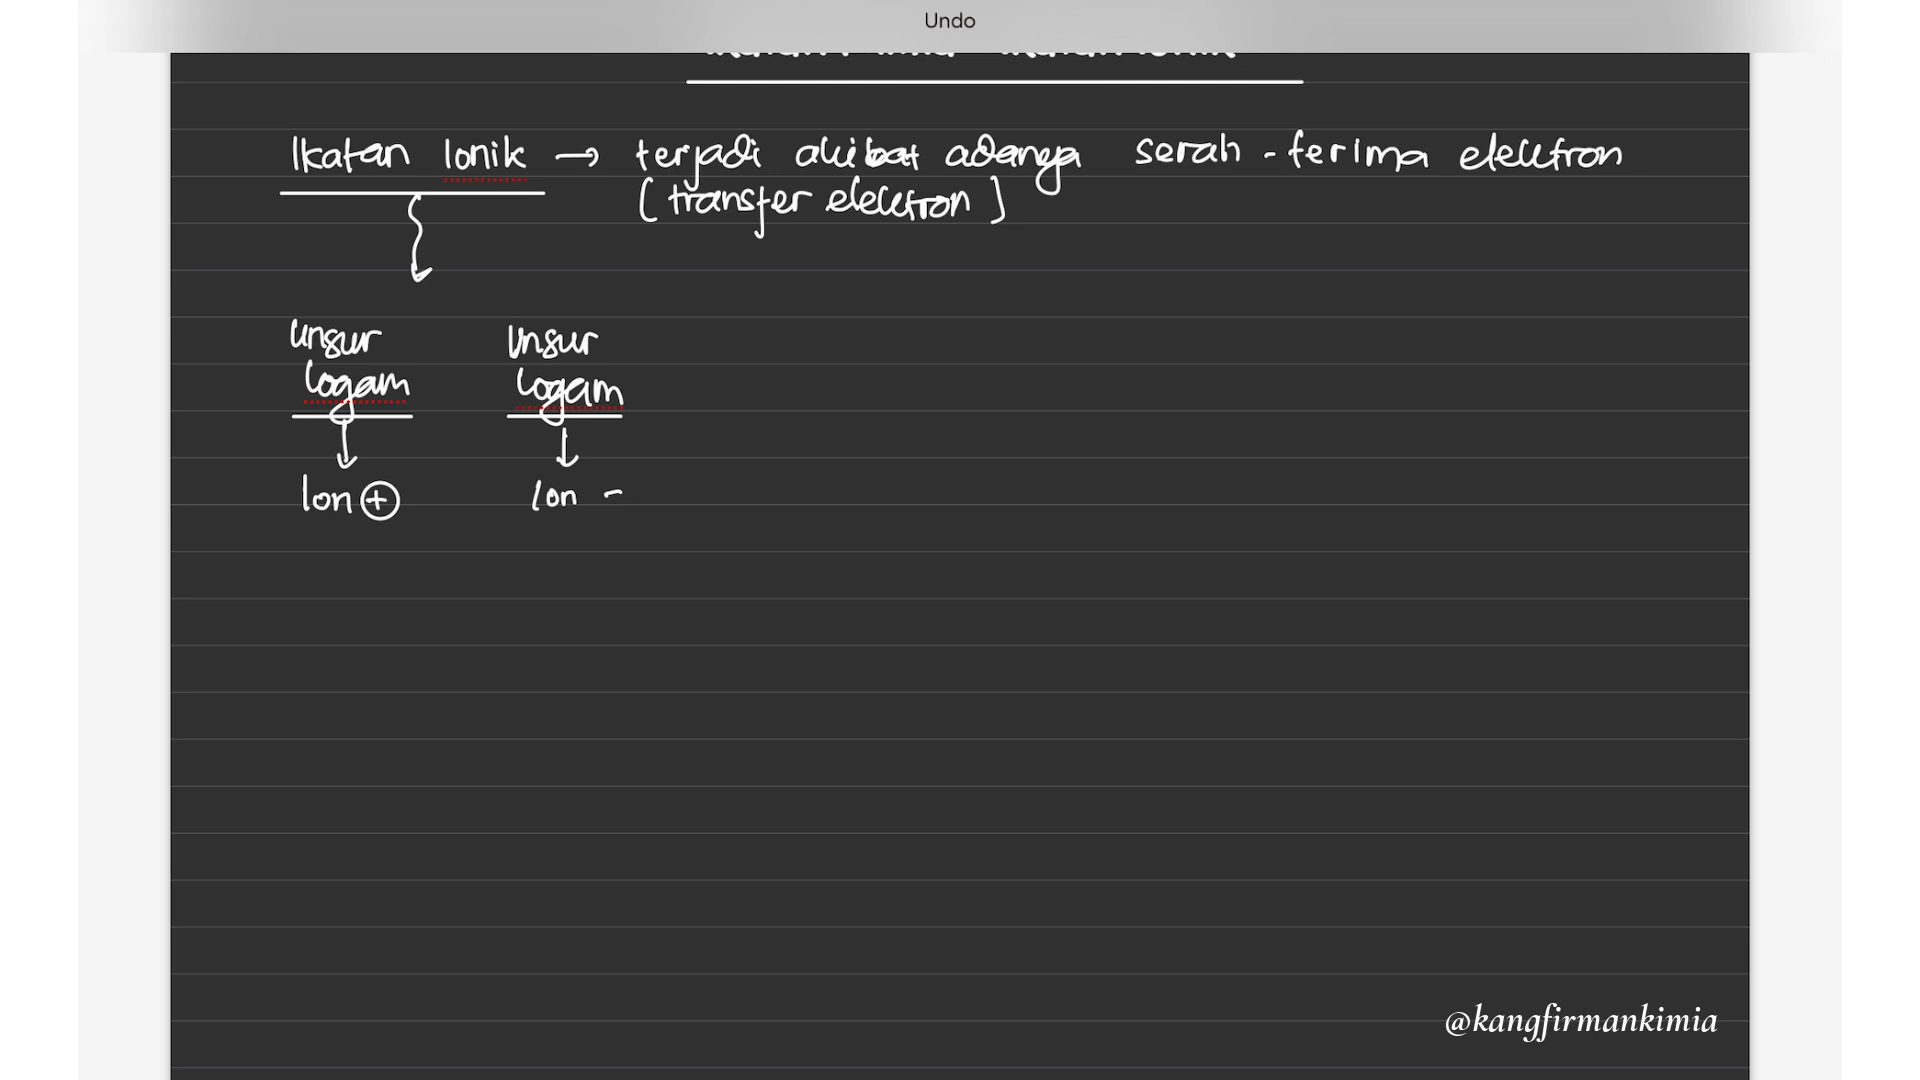 Undo
Ikatan Ionik → terjadi akibat adanya serah - terima elektron
(transfer elektron)
Unsur Unsur
logam logam
Ion + Ion -
@kangfirmankimia